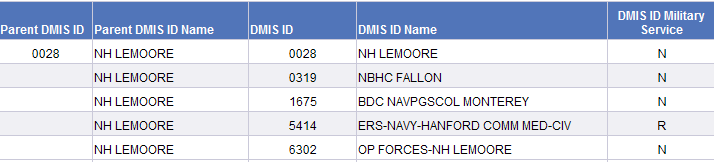 Parent DMIS ID Parent DMIS ID Name DMIS ID DMIS ID Name DMIS ID Military Service
0028 NH LEMOORE 0028 NH LEMOORE N
NH LEMOORE 0319 NBHC FALLON N
NH LEMOORE 1675 BDC NAVPGSCOL MONTEREY N
NH LEMOORE 5414 ERS-NAVY-HANFORD COMM MED-CIV R
NH LEMOORE 6302 OP FORCES-NH LEMOORE N